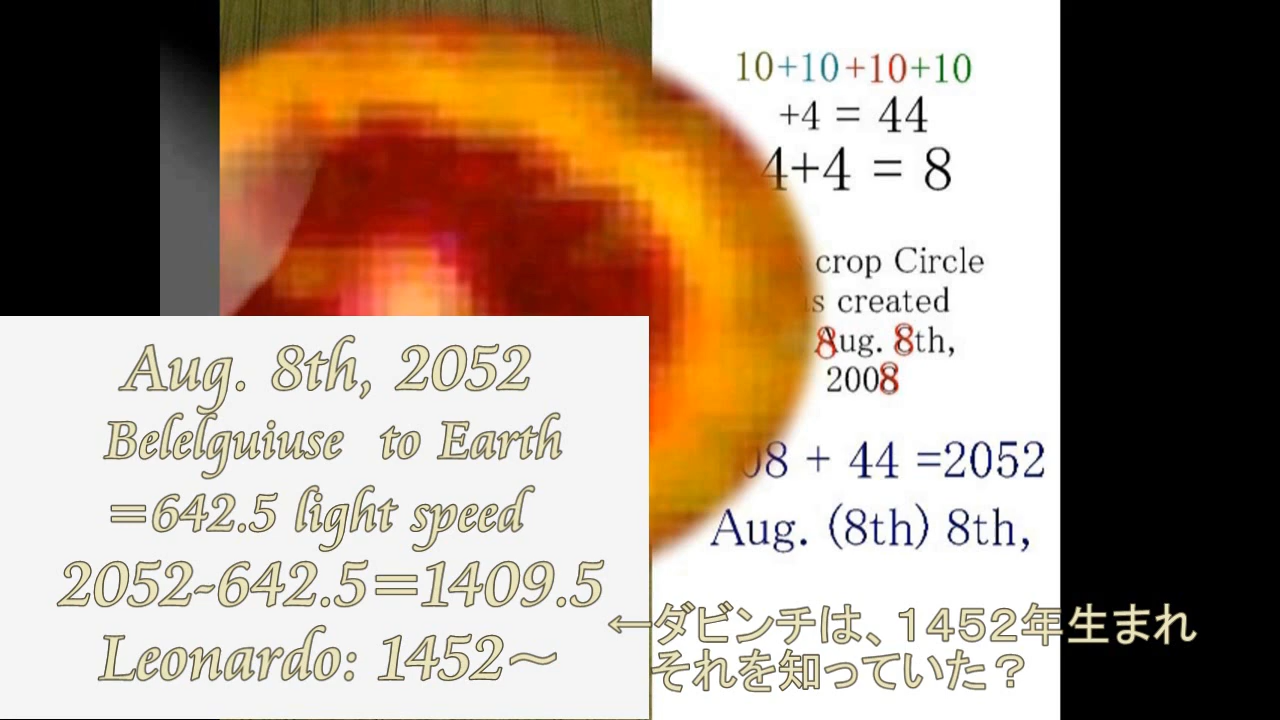 10+10+10+10
+4 = 44
4+4 = 8
crop Circle
is created
8ug. 8th,
2008
08 + 44 =2052
Aug. (8th) 8th,
Aug. 8th, 2052
Belelguiuse to Earth
=642.5 light speed
2052-642.5=1409.5
Leonardo: 1452～
←ダビンチは、1452年生まれ
それを知っていた？